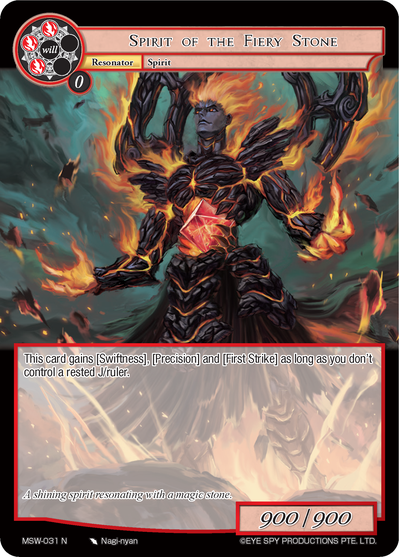 Spirit of the Fiery Stone
will
Resonator Spirit
0
This card gains [Swiftness], [Precision] and [First Strike] as long as you don't
control a rested J/ruler.
A shining spirit resonating with a magic stone.
900/900
MSW-031 N Nagi-nyan ©EYE SPY PRODUCTIONS PTE. LTD.